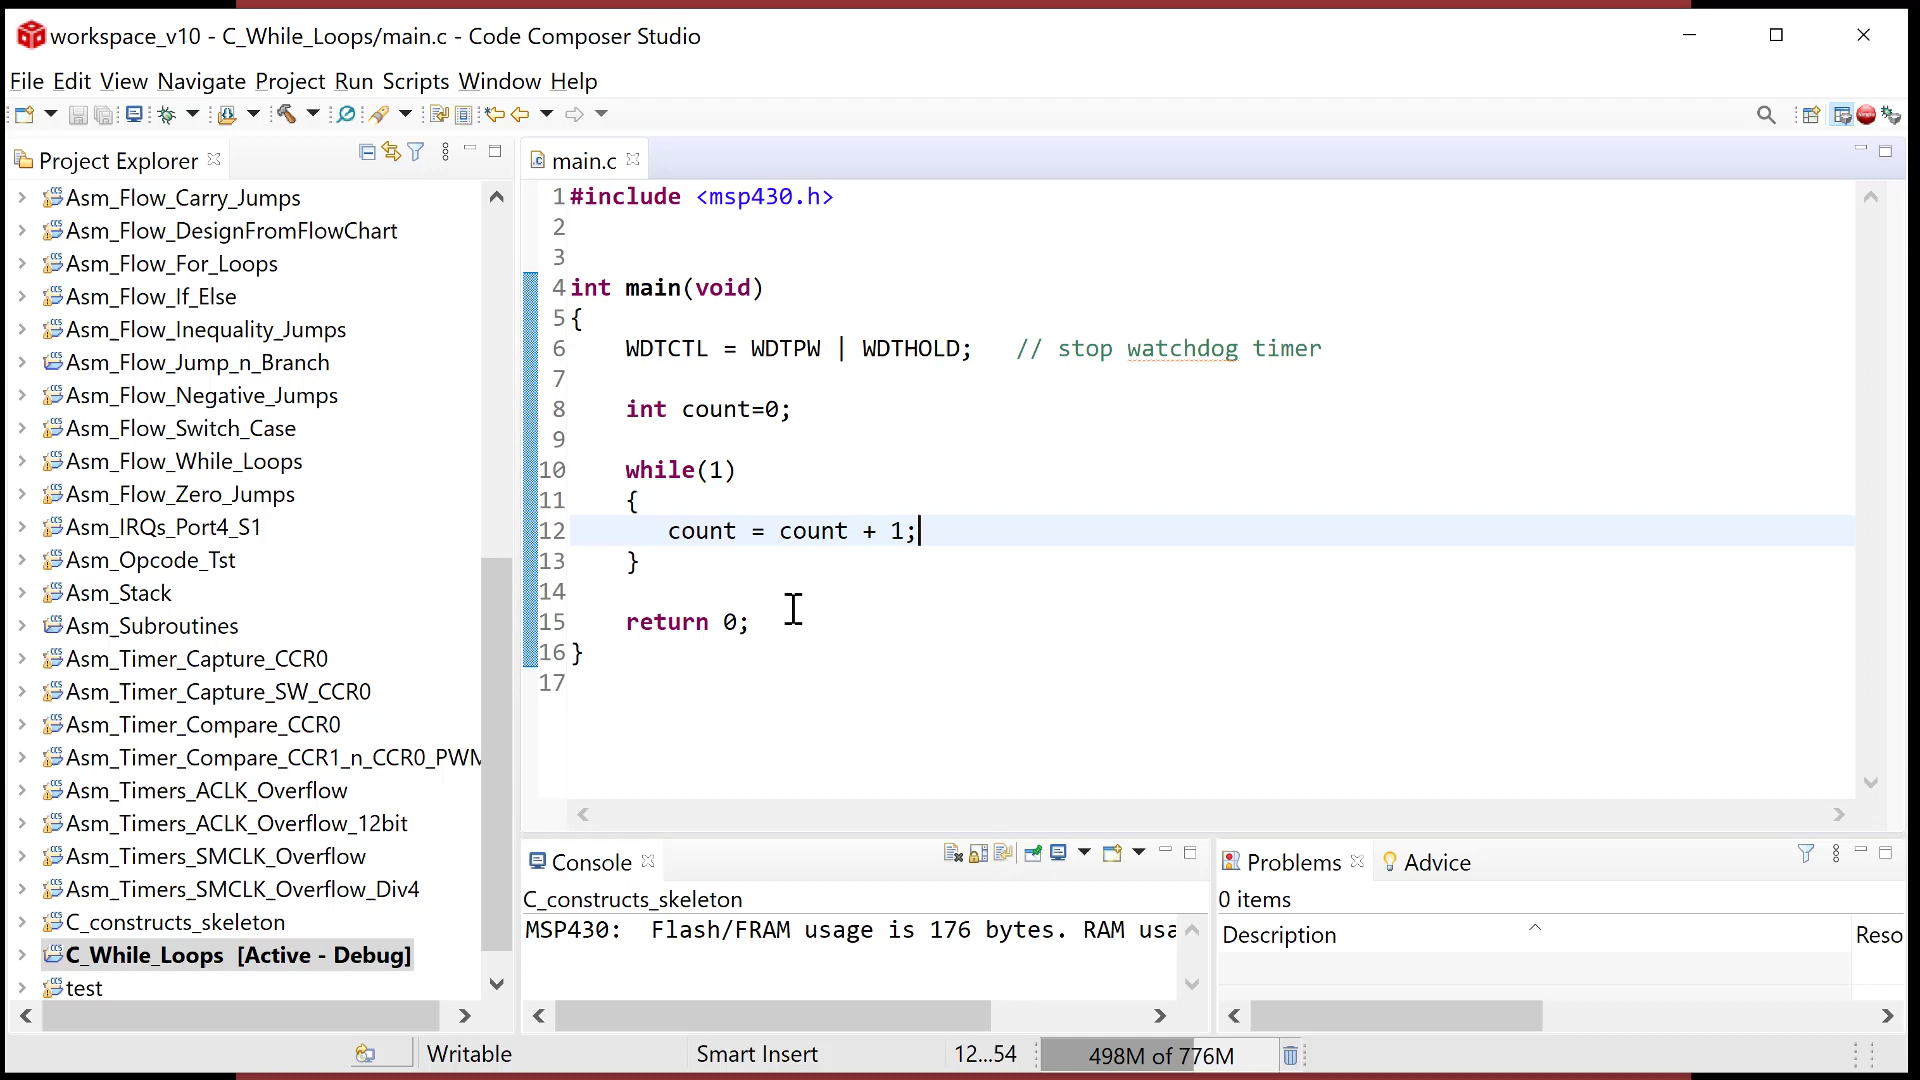 workspace_v10 - C_While_Loops/main.c - Code Composer Studio
File Edit View Navigate Project Run Scripts Window Help
Project Explorer
Asm_Flow_Carry_Jumps
Asm_Flow_DesignFromFlowChart
Asm_Flow_For_Loops
Asm_Flow_If_Else
Asm_Flow_Inequality_Jumps
Asm_Flow_Jump_n_Branch
Asm_Flow_Negative_Jumps
Asm_Flow_Switch_Case
Asm_Flow_While_Loops
Asm_Flow_Zero_Jumps
Asm_IRQs_Port4_S1
Asm_Opcode_Tst
Asm_Stack
Asm_Subroutines
Asm_Timer_Capture_CCR0
Asm_Timer_Capture_SW_CCR0
Asm_Timer_Compare_CCR0
Asm_Timer_Compare_CCR1_n_CCR0_PWM
Asm_Timers_ACLK_Overflow
Asm_Timers_ACLK_Overflow_12bit
Asm_Timers_SMCLK_Overflow
Asm_Timers_SMCLK_Overflow_Div4
C_constructs_skeleton
C_While_Loops [Active - Debug]
test
main.c
1 #include <msp430.h>
2
3
4 int main(void)
5 {
6 WDTCTL = WDTPW | WDTHOLD; // stop watchdog timer
7
8 int count=0;
9
10 while(1)
11 {
12 count = count + 1;
13 }
14
15 return 0;
16 }
17
Console
C_constructs_skeleton
MSP430: Flash/FRAM usage is 176 bytes. RAM usa
Problems
Advice
0 items
Description
Reso
Writable
Smart Insert
12...54
498M of 776M